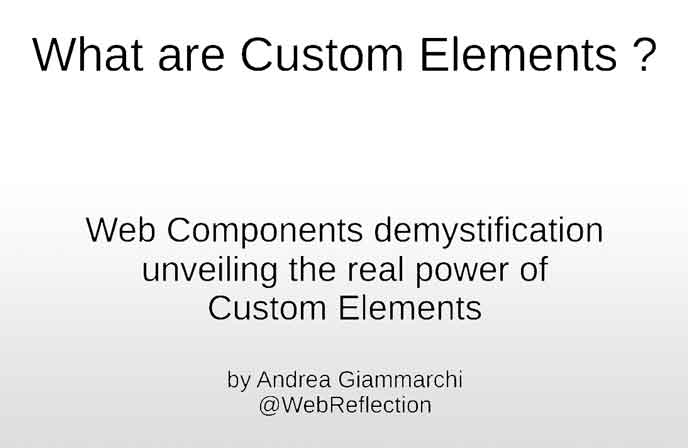 What are Custom Elements ?
Web Components demystification
unveiling the real power of
Custom Elements
by Andrea Giammarchi
@WebReflection